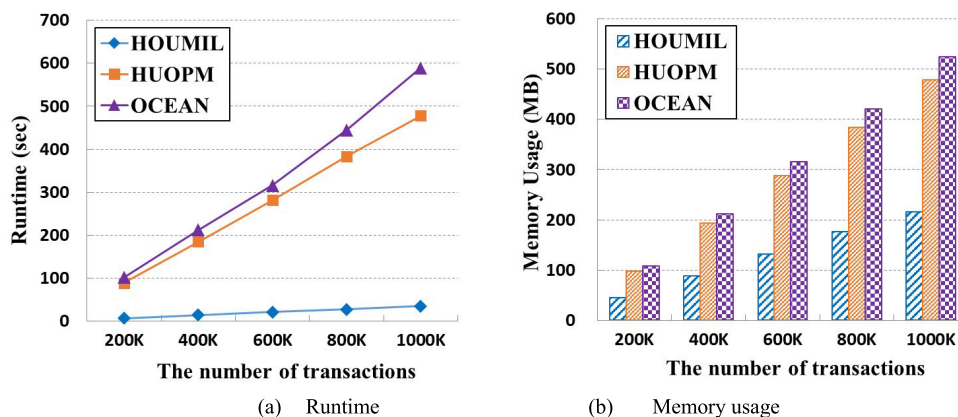 700
600
500
400
300
200
100
0
Runtime (sec)
HOUMIL
HUOPM
OCEAN
200K 400K 600K 800K 1000K
The number of transactions
(a) Runtime
600
500
400
300
200
100
0
Memory Usage (MB)
HOUMIL
HUOPM
OCEAN
200K 400K 600K 800K 1000K
The number of transactions
(b) Memory usage